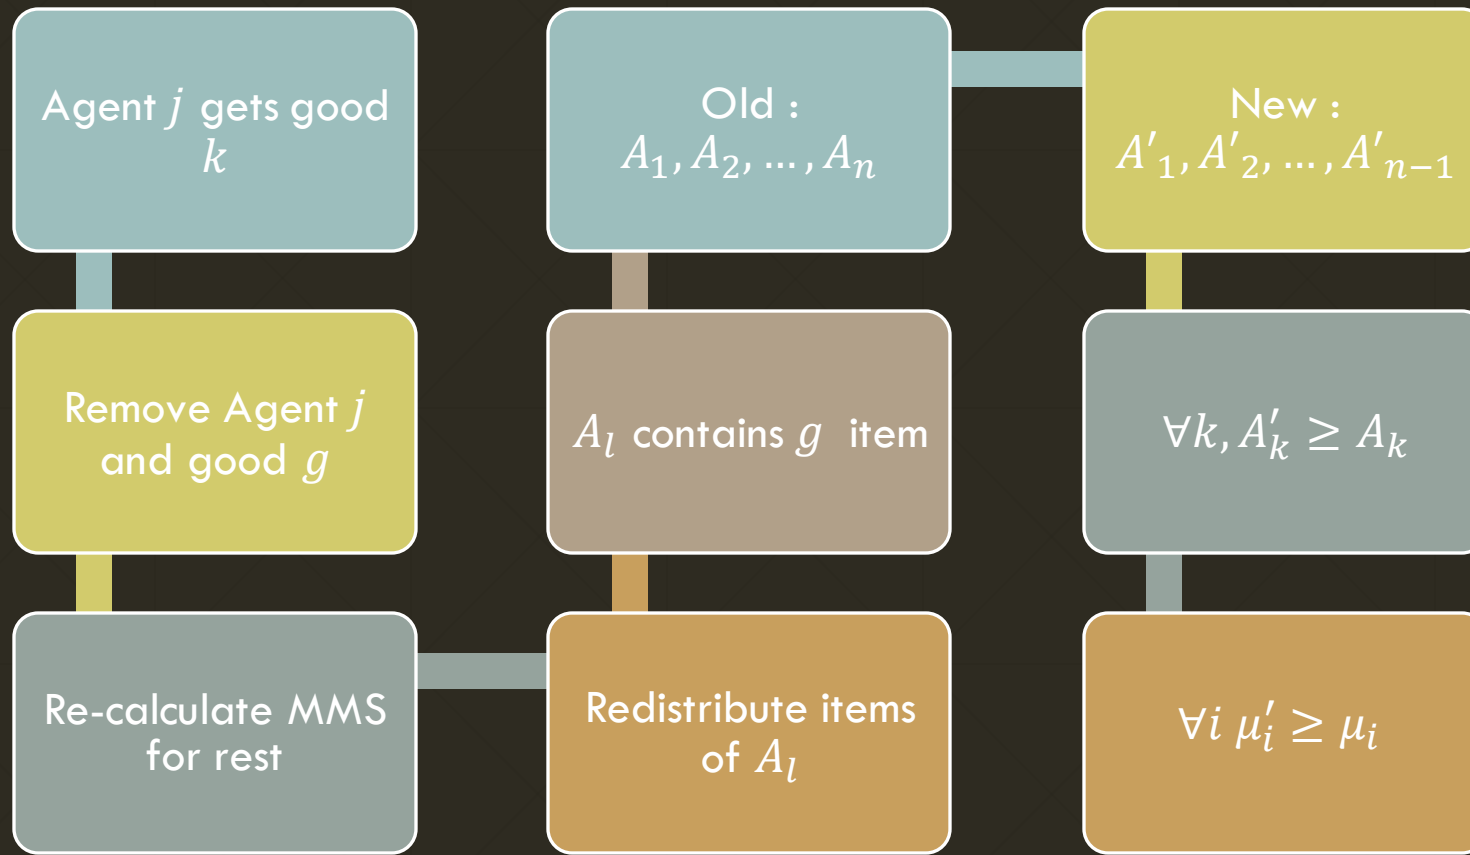 Agent j gets good
k
Remove Agent j
and good g
Re-calculate MMS
for rest
Redistribute items
of Aₗ
Aₗ contains g item
Old :
A₁, A₂, … , Aₙ
New :
A′₁, A′₂, … , A′ₙ₋₁
∀k, A′ₖ ≥ Aₖ
∀i μ′ᵢ ≥ μᵢ